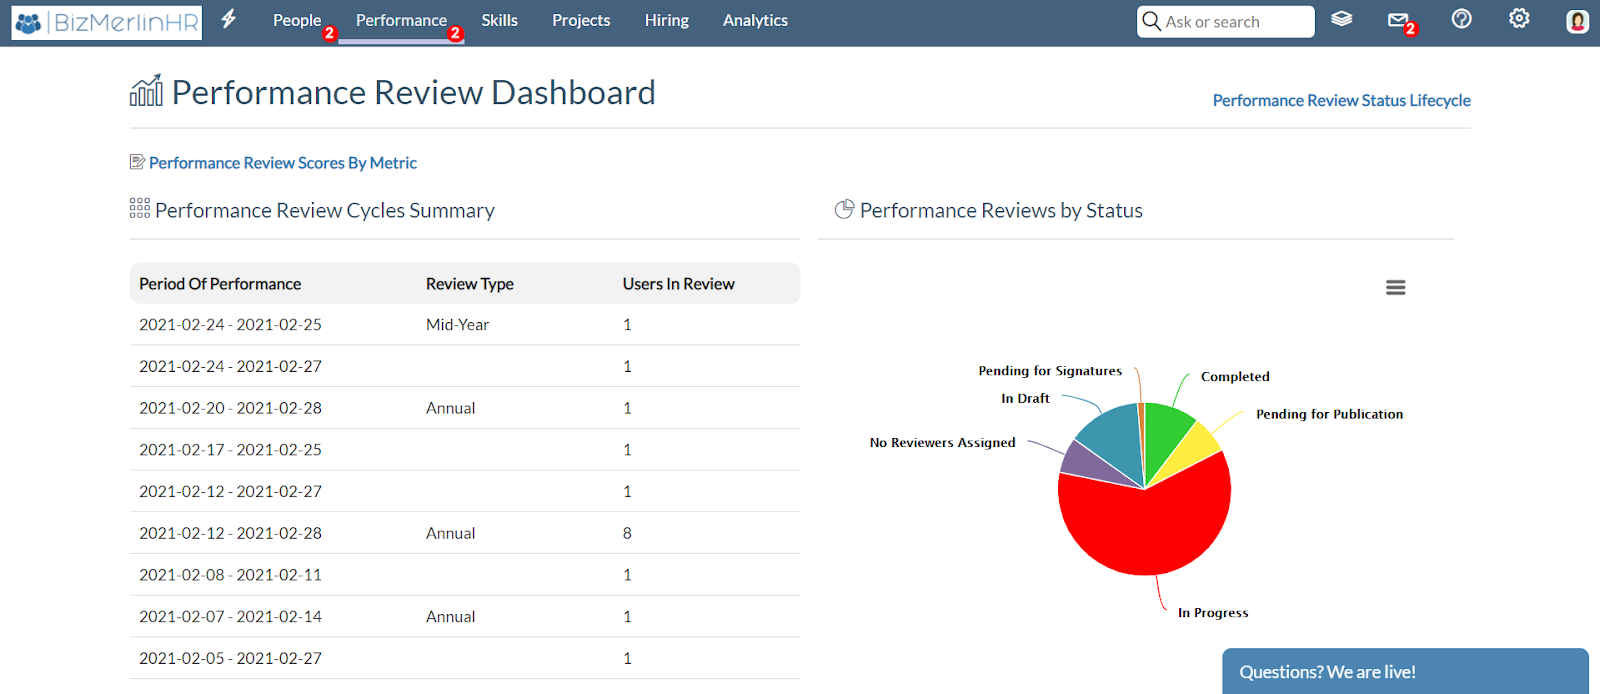 BizMerlinHR People 2 Performance 2 Skills Projects Hiring Analytics Ask or search 2
Performance Review Dashboard
Performance Review Status Lifecycle
Performance Review Scores By Metric
Performance Review Cycles Summary
Period Of Performance Review Type Users In Review
2021-02-24 - 2021-02-25 Mid-Year 1
2021-02-24 - 2021-02-27 1
2021-02-20 - 2021-02-28 Annual 1
2021-02-17 - 2021-02-25 1
2021-02-12 - 2021-02-27 1
2021-02-12 - 2021-02-28 Annual 8
2021-02-08 - 2021-02-11 1
2021-02-07 - 2021-02-14 Annual 1
2021-02-05 - 2021-02-27 1
Performance Reviews by Status
Pending for Signatures
Completed
In Draft
Pending for Publication
No Reviewers Assigned
In Progress
Questions? We are live!